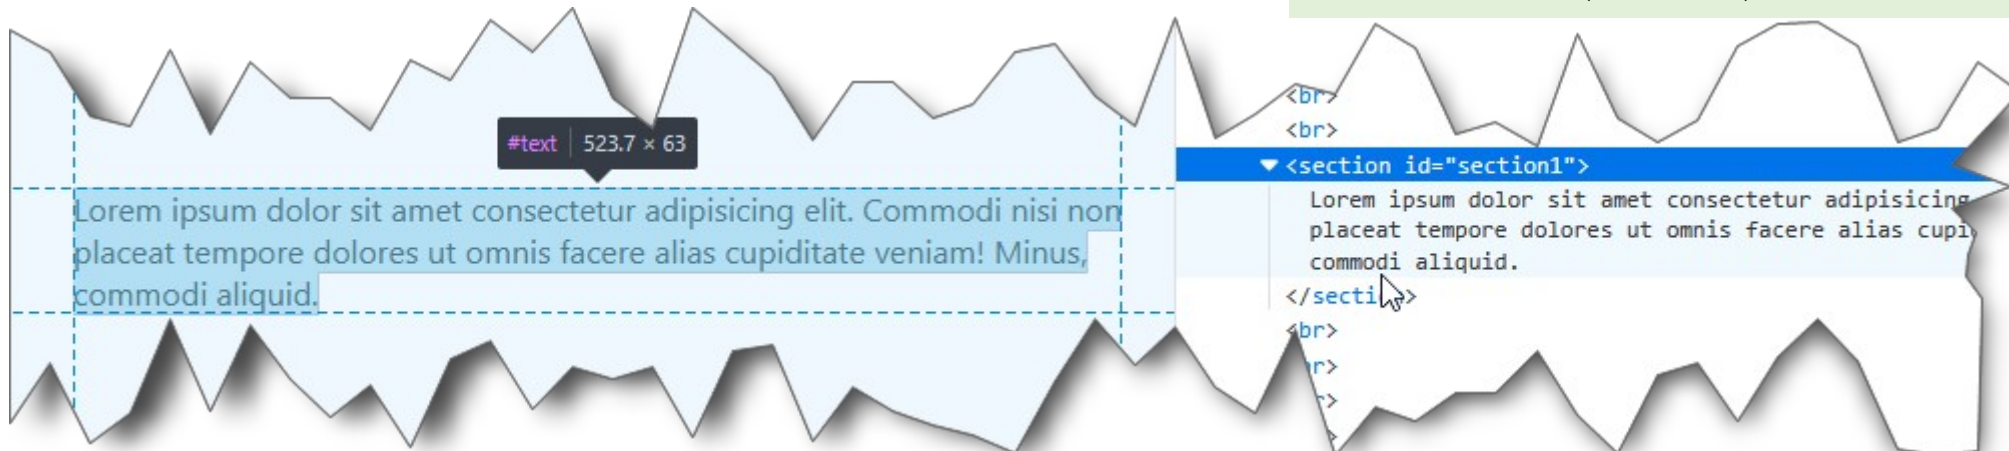 #text 523.7 × 63
Lorem ipsum dolor sit amet consectetur adipisicing elit. Commodi nisi non
placeat tempore dolores ut omnis facere alias cupiditate veniam! Minus,
commodi aliquid.
<br>
<br>
<section id="section1">
Lorem ipsum dolor sit amet consectetur adipisicing
placeat tempore dolores ut omnis facere alias cupi
commodi aliquid.
</section>
<br>